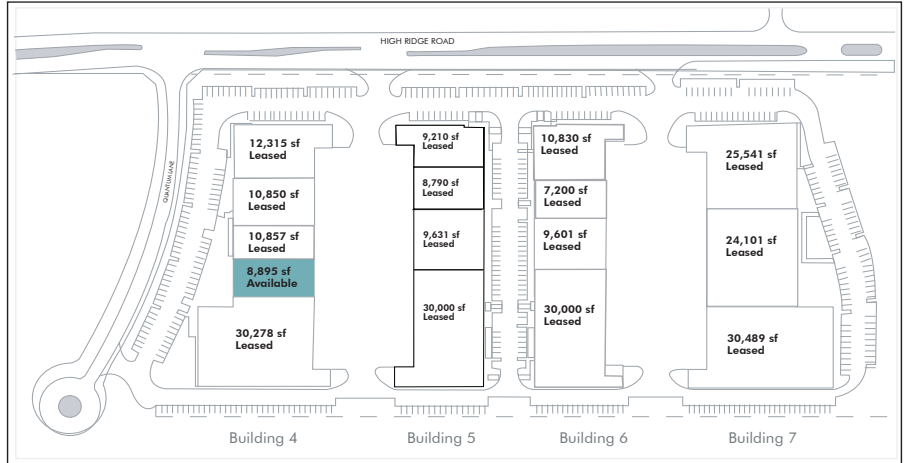 HIGH RIDGE ROAD
QUANTUM LANE
12,315 sf
Leased
10,850 sf
Leased
10,857 sf
Leased
8,895 sf
Available
30,278 sf
Leased
9,210 sf
Leased
8,790 sf
Leased
9,631 sf
Leased
30,000 sf
Leased
10,830 sf
Leased
7,200 sf
Leased
9,601 sf
Leased
30,000 sf
Leased
25,541 sf
Leased
24,101 sf
Leased
30,489 sf
Leased
Building 4
Building 5
Building 6
Building 7